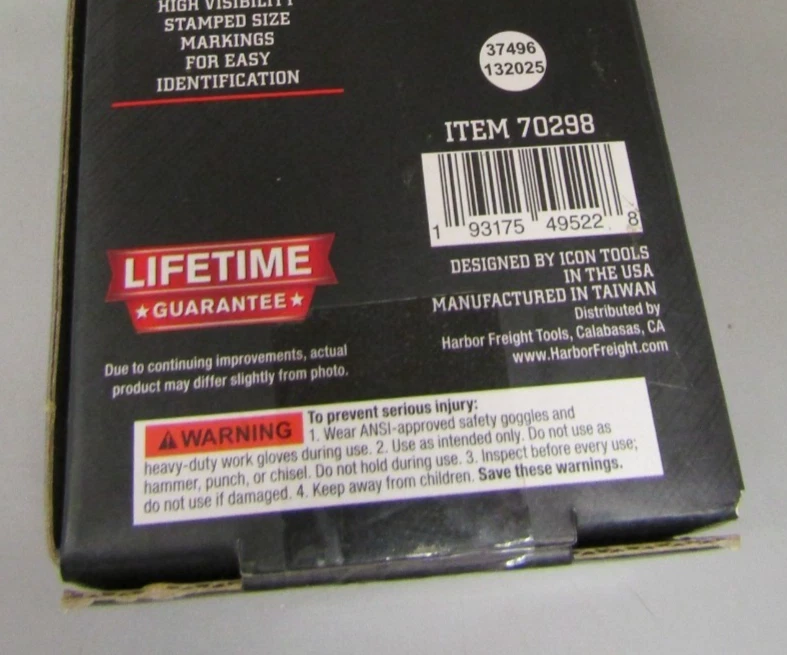 HIGH VISIBILITY
STAMPED SIZE
MARKINGS
FOR EASY
IDENTIFICATION
37496
132025
ITEM 70298
1 93175 49522 8
LIFETIME
★GUARANTEE★
DESIGNED BY ICON TOOLS
IN THE USA
MANUFACTURED IN TAIWAN
Distributed by
Harbor Freight Tools, Calabasas, CA
www.HarborFreight.com
Due to continuing improvements, actual
product may differ slightly from photo.
WARNING To prevent serious injury:
1. Wear ANSI-approved safety goggles and
heavy-duty work gloves during use. 2. Use as intended only. Do not use as
hammer, punch, or chisel. Do not hold during use. 3. Inspect before every use;
do not use if damaged. 4. Keep away from children. Save these warnings.